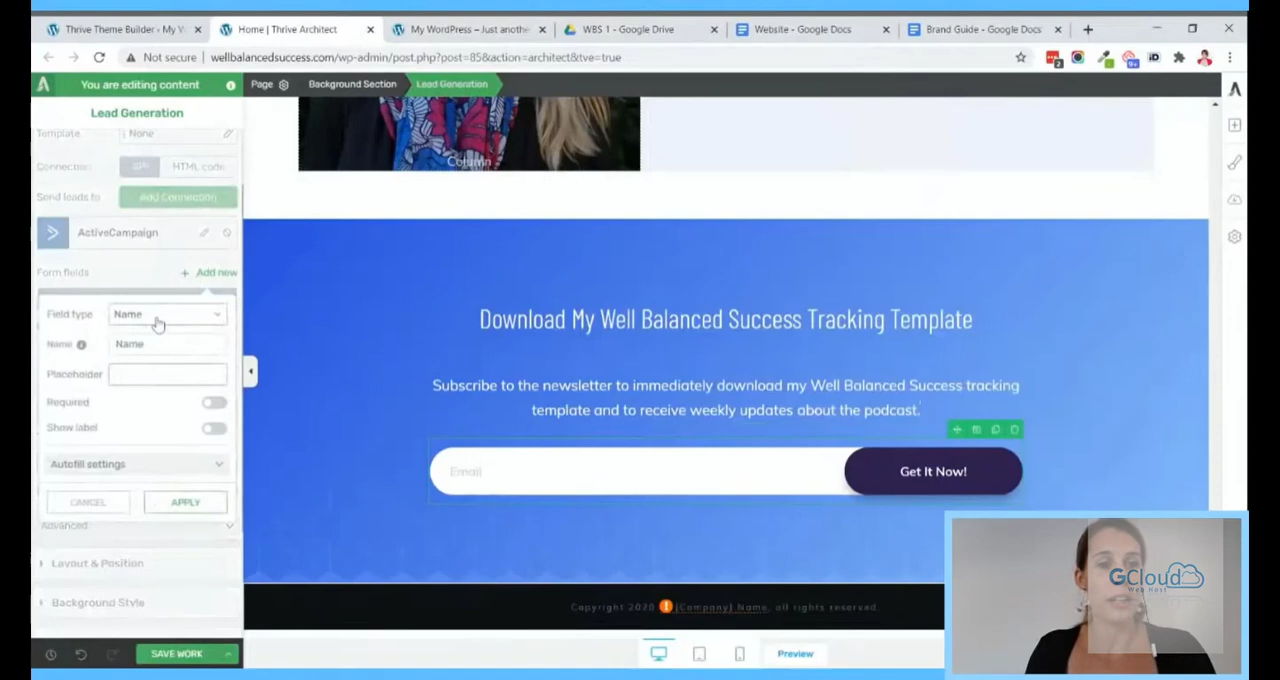 Thrive Theme Builder ‹ My W
Home | Thrive Architect
My WordPress – Just anothe
WBS 1 - Google Drive
Website - Google Docs
Brand Guide - Google Docs
Not secure | wellbalancedsuccess.com/wp-admin/post.php?post=85&action=architect&tve=true
You are editing content
Page
Background Section
Lead Generation
Lead Generation
Template
None
Connection
API
HTML code
Send leads to
Add Connection
ActiveCampaign
Form fields
+ Add new
Field type
Name
Name
Name
Placeholder
Required
Show label
Autofill settings
CANCEL
APPLY
Advanced
Layout & Position
Background Style
SAVE WORK
Column
Download My Well Balanced Success Tracking Template
Subscribe to the newsletter to immediately download my Well Balanced Success tracking
template and to receive weekly updates about the podcast.
Email
Get It Now!
Copyright 2020 [Company] Name, all rights reserved.
Preview
GCloud
Web Host